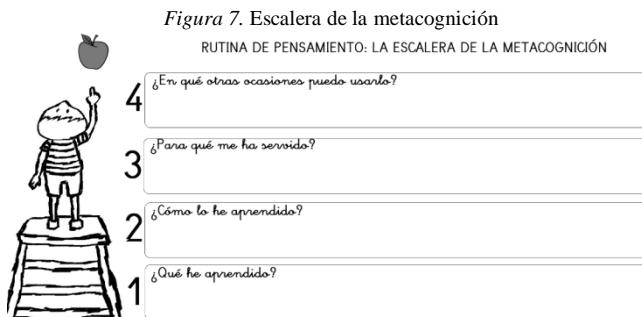 Figura 7. Escalera de la metacognición
RUTINA DE PENSAMIENTO: LA ESCALERA DE LA METACOGNICIÓN
4 ¿En qué otras ocasiones puedo usarlo?
3 ¿Para qué me ha servido?
2 ¿Cómo lo he aprendido?
1 ¿Qué he aprendido?